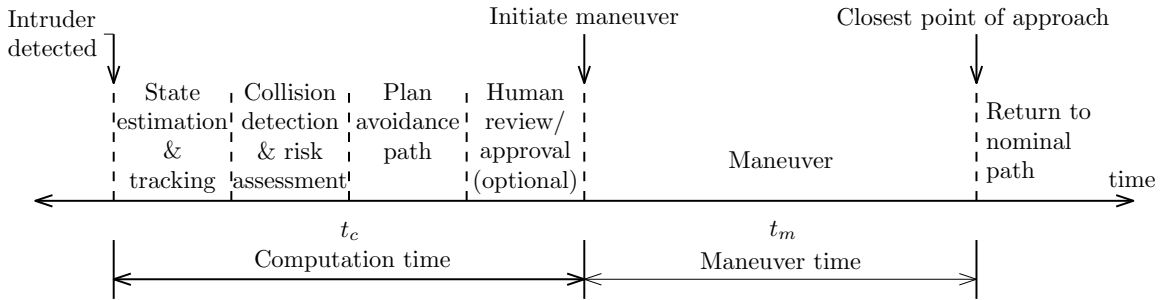 Intruder
detected
Initiate maneuver
Closest point of approach
State
estimation
&
tracking
Collision
detection
& risk
assessment
Plan
avoidance
path
Human
review/
approval
(optional)
Maneuver
Return to
nominal
path
time
t_c
Computation time
t_m
Maneuver time